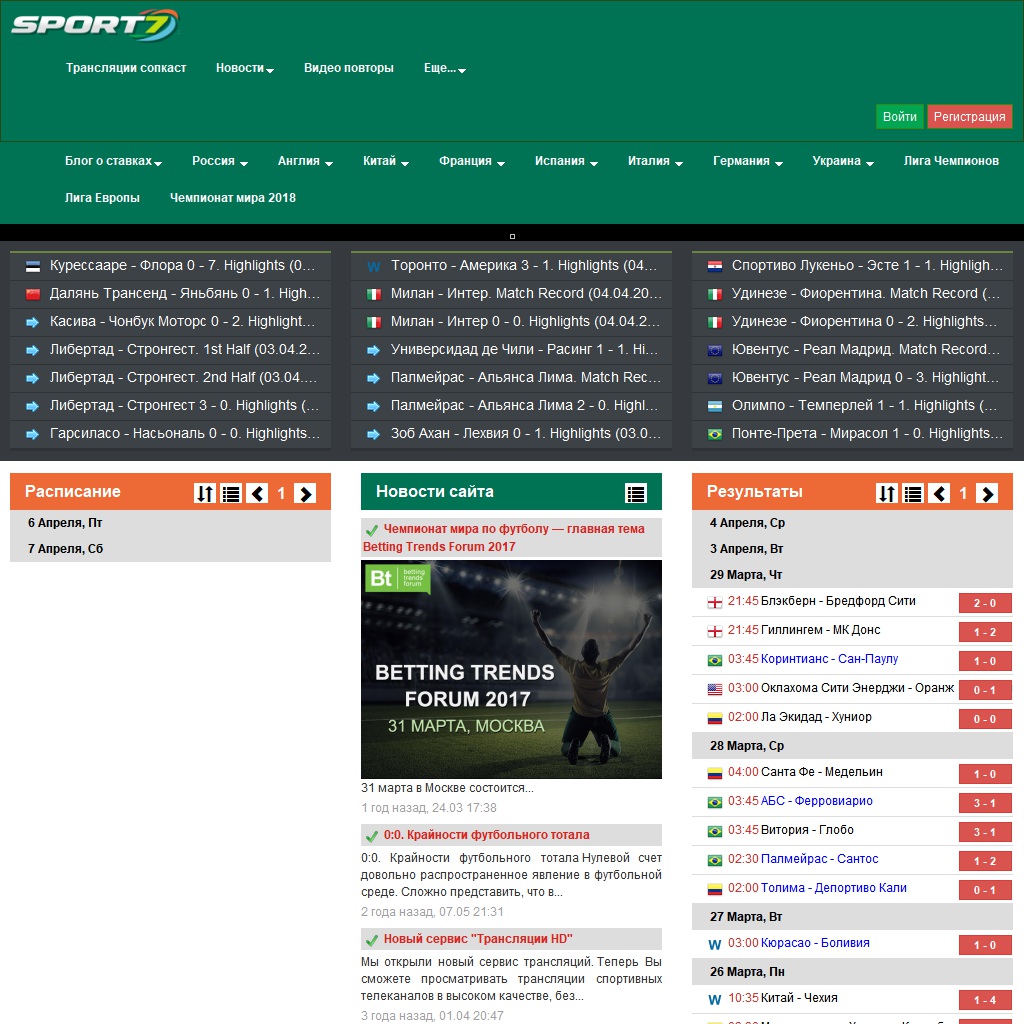 SPORT7
Трансляции сопкаст Новости Видео повторы Еще...
Войти Регистрация
Блог о ставках Россия Англия Китай Франция Испания Италия Германия Украина Лига Чемпионов
Лига Европы Чемпионат мира 2018
Курессааре - Флора 0 - 7. Highlights (0...
Далянь Трансенд - Яньбянь 0 - 1. High...
Касива - Чонбук Моторс 0 - 2. Highlight...
Либертад - Стронгест. 1st Half (03.04.2...
Либертад - Стронгест. 2nd Half (03.04....
Либертад - Стронгест 3 - 0. Highlights (...
Гарсиласо - Насьональ 0 - 0. Highlights...
W Торонто - Америка 3 - 1. Highlights (04....
Милан - Интер. Match Record (04.04.20...
Милан - Интер 0 - 0. Highlights (04.04.2...
Универсидад де Чили - Расинг 1 - 1. Hi...
Палмейрас - Альянса Лима. Match Rec...
Палмейрас - Альянса Лима 2 - 0. Highl...
Зоб Ахан - Лехвия 0 - 1. Highlights (03.0...
Спортиво Лукеньо - Эсте 1 - 1. Highligh...
Удинезе - Фиорентина. Match Record (...
Удинезе - Фиорентина 0 - 2. Highlights...
Ювентус - Реал Мадрид. Match Record...
Ювентус - Реал Мадрид 0 - 3. Highlight...
Олимпо - Темперлей 1 - 1. Highlights (...
Понте-Прета - Мирасол 1 - 0. Highlights...
Расписание 1
6 Апреля, Пт
7 Апреля, Сб
Новости сайта
Чемпионат мира по футболу — главная тема
Betting Trends Forum 2017
Bt betting
trends
forum
BETTING TRENDS
FORUM 2017
31 МАРТА, МОСКВА
31 марта в Москве состоится...
1 год назад, 24.03 17:38
0:0. Крайности футбольного тотала
0:0. Крайности футбольного тотала Нулевой счет
довольно распространенное явление в футбольной
среде. Сложно представить, что в...
2 года назад, 07.05 21:31
Новый сервис "Трансляции HD"
Мы открыли новый сервис трансляций. Теперь Вы
сможете просматривать трансляции спортивных
телеканалов в высоком качестве, без...
3 года назад, 01.04 20:47
Результаты 1
4 Апреля, Ср
3 Апреля, Вт
29 Марта, Чт
21:45 Блэкберн - Бредфорд Сити 2 - 0
21:45 Гиллингем - МК Донс 1 - 2
03:45 Коринтианс - Сан-Паулу 1 - 0
03:00 Оклахома Сити Энерджи - Оранж 0 - 1
02:00 Ла Экидад - Хуниор 0 - 0
28 Марта, Ср
04:00 Санта Фе - Медельин 1 - 0
03:45 АБС - Ферровиарио 3 - 1
03:45 Витория - Глобо 3 - 1
02:30 Палмейрас - Сантос 1 - 2
02:00 Толима - Депортиво Кали 0 - 1
27 Марта, Вт
W 03:00 Кюрасао - Боливия 1 - 0
26 Марта, Пн
W 10:35 Китай - Чехия 1 - 4